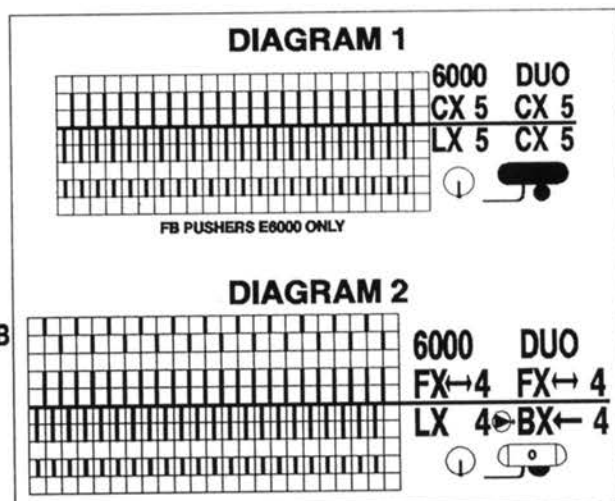 DIAGRAM 1
6000 DUO
CX 5 CX 5
LX 5 CX 5
FB PUSHERS E6000 ONLY
DIAGRAM 2
B
6000 DUO
FX↔4 FX↔ 4
LX 4 BX← 4
0